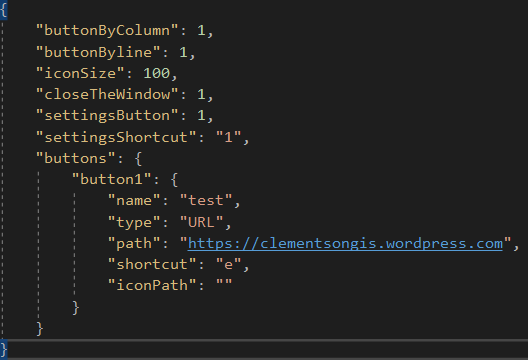 {
"buttonByColumn": 1,
"buttonByline": 1,
"iconSize": 100,
"closeTheWindow": 1,
"settingsButton": 1,
"settingsShortcut": "1",
"buttons": {
"button1": {
"name": "test",
"type": "URL",
"path": "https://clementsongis.wordpress.com",
"shortcut": "e",
"iconPath": ""
}
}
}